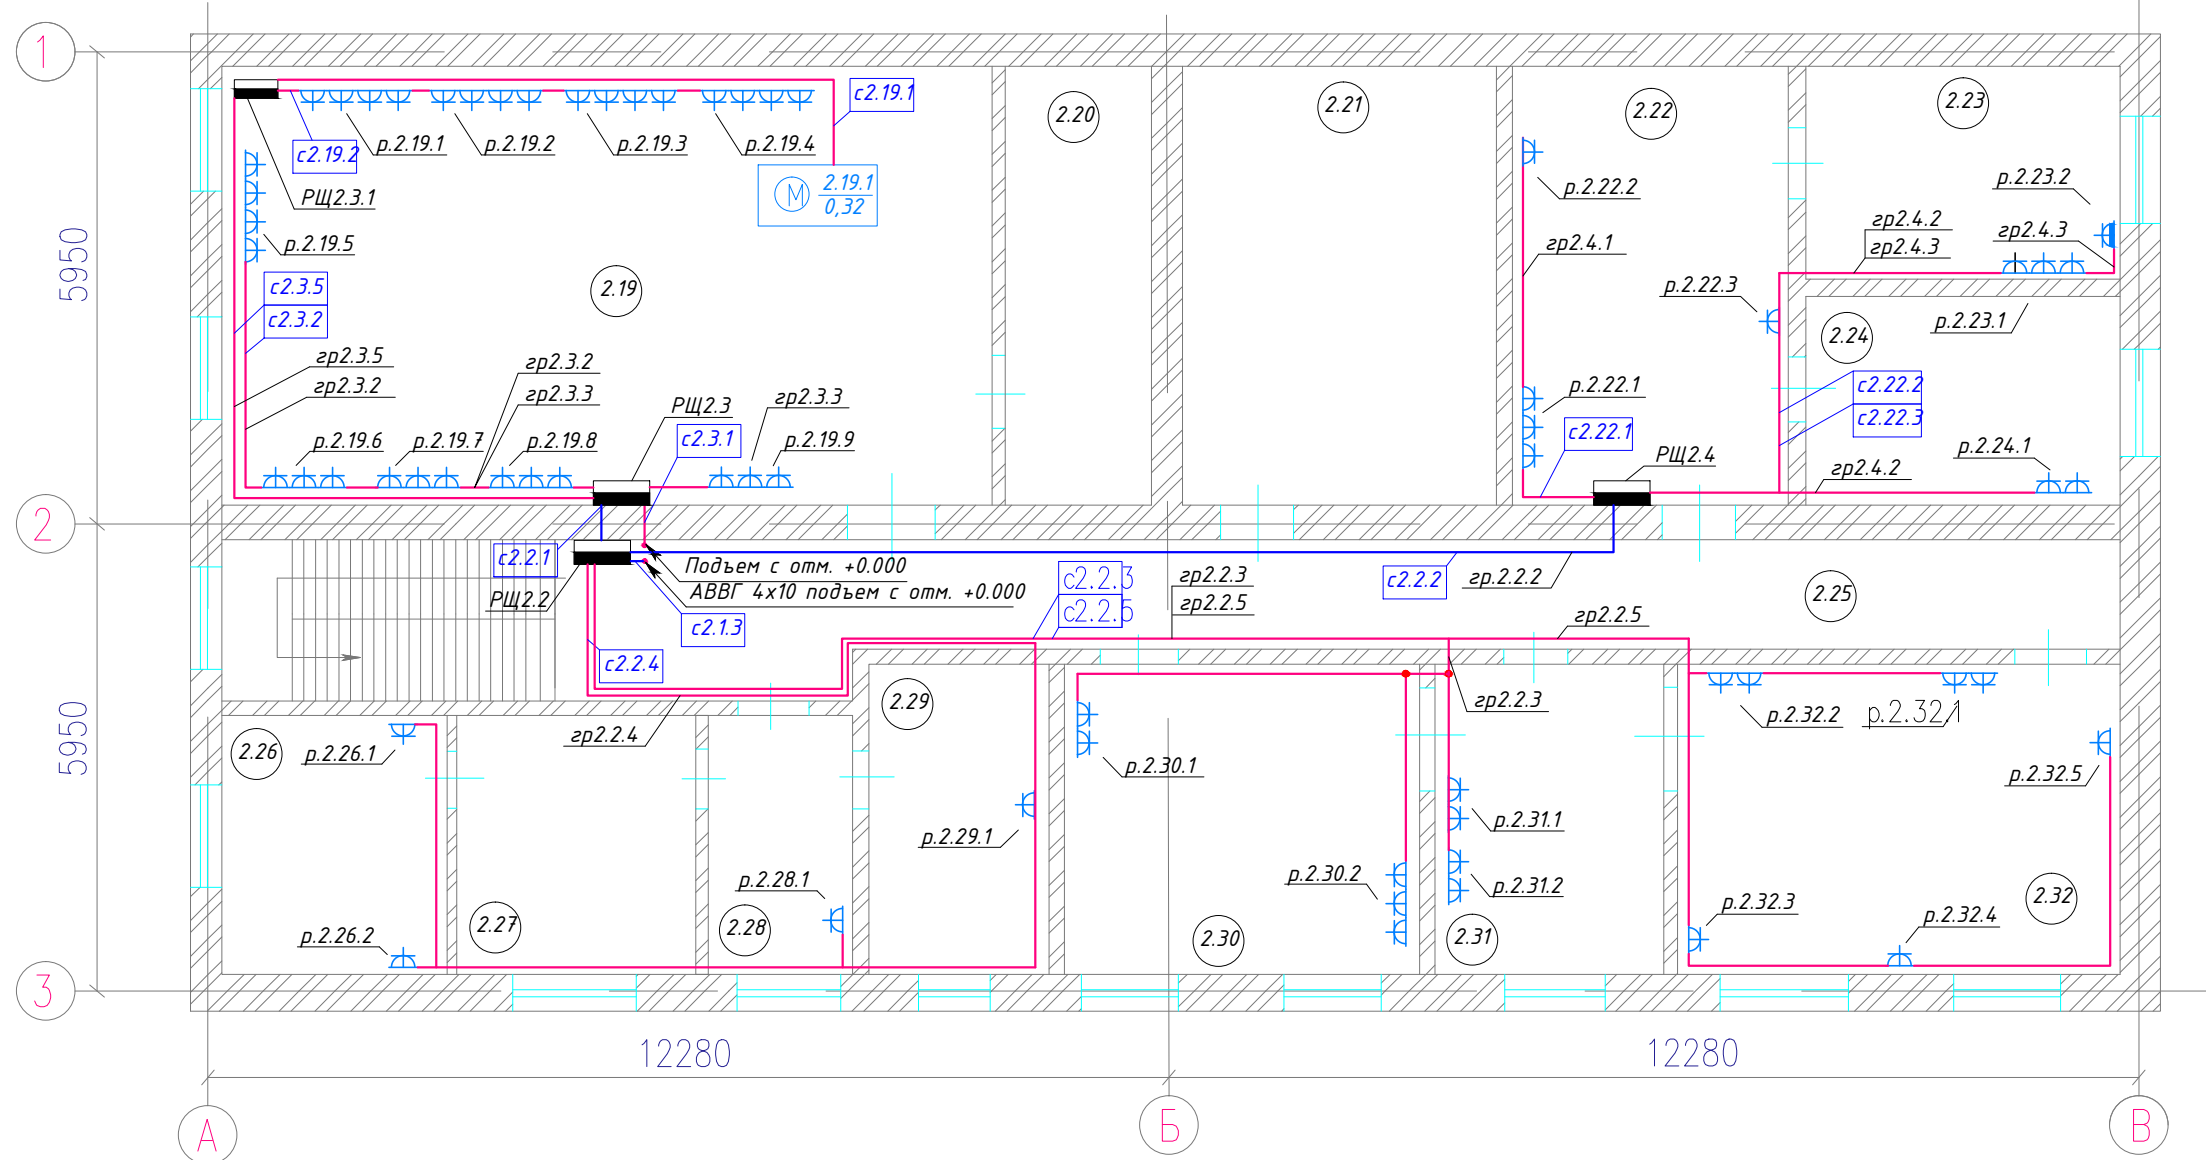 1
с2.19.1
2.20
2.21
2.22
2.23
с2.19.2
р.2.19.1
р.2.19.2
р.2.19.3
р.2.19.4
РЩ2.3.1
М
2.19.1
0,32
р.2.22.2
р.2.23.2
р.2.19.5
гр2.4.1
гр2.4.2
гр2.4.3
гр2.4.3
5950
с2.3.5
с2.3.2
2.19
р.2.22.3
р.2.23.1
2.24
гр2.3.5
гр2.3.2
гр2.3.2
гр2.3.3
РЩ2.3
гр2.3.3
р.2.22.1
с2.22.2
с2.22.3
р.2.19.6
р.2.19.7
р.2.19.8
с2.3.1
р.2.19.9
с2.22.1
РЩ2.4
р.2.24.1
гр2.4.2
2
с2.2.1
Подъем с отм. +0.000
АВВГ 4х10 подъем с отм. +0.000
РЩ2.2
с2.1.3
с2.2.3
с2.2.5
гр2.2.3
гр2.2.5
с2.2.2
гр.2.2.2
2.25
гр2.2.5
с2.2.4
5950
гр2.2.4
2.29
гр2.2.3
р.2.32.2
р.2.32.1
2.26
р.2.26.1
р.2.30.1
р.2.32.5
р.2.29.1
р.2.31.1
р.2.28.1
р.2.30.2
р.2.31.2
р.2.26.2
2.27
2.28
2.30
2.31
р.2.32.3
р.2.32.4
2.32
3
12280
12280
А
Б
В